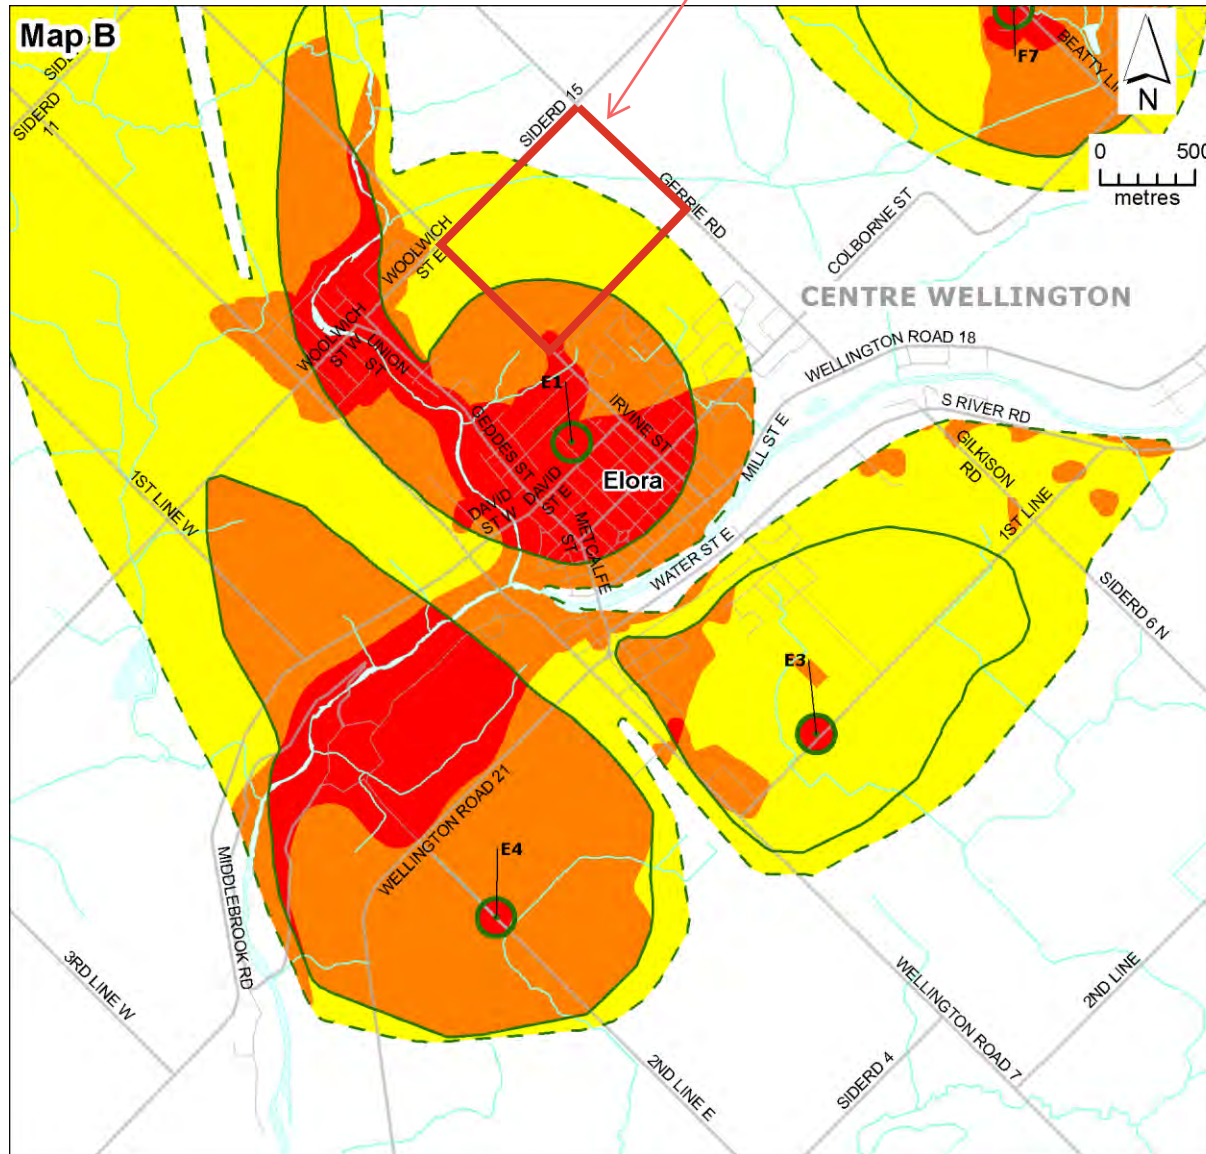 Map B
SIDERD
11
SIDERD 15
F7
BEATTY
N
0 500
metres
GERRIE RD
COLBORNE ST
WOOLWICH
ST E
CENTRE WELLINGTON
WOOLWICH
ST W
UNION
ST
WELLINGTON ROAD 18
E1
S RIVER RD
IRVINE ST
GEDDES ST
GILKISON
RD
MILL ST E
1ST LINE W
Elora
DAVID
ST W
DAVID
ST E
METCALFE
ST
1ST LINE
WATER ST E
SIDERD 6 N
E3
WELLINGTON ROAD 21
E4
MIDDLEBROOK RD
3RD LINE W
WELLINGTON ROAD 7
2ND LINE
2ND LINE E
SIDERD 4